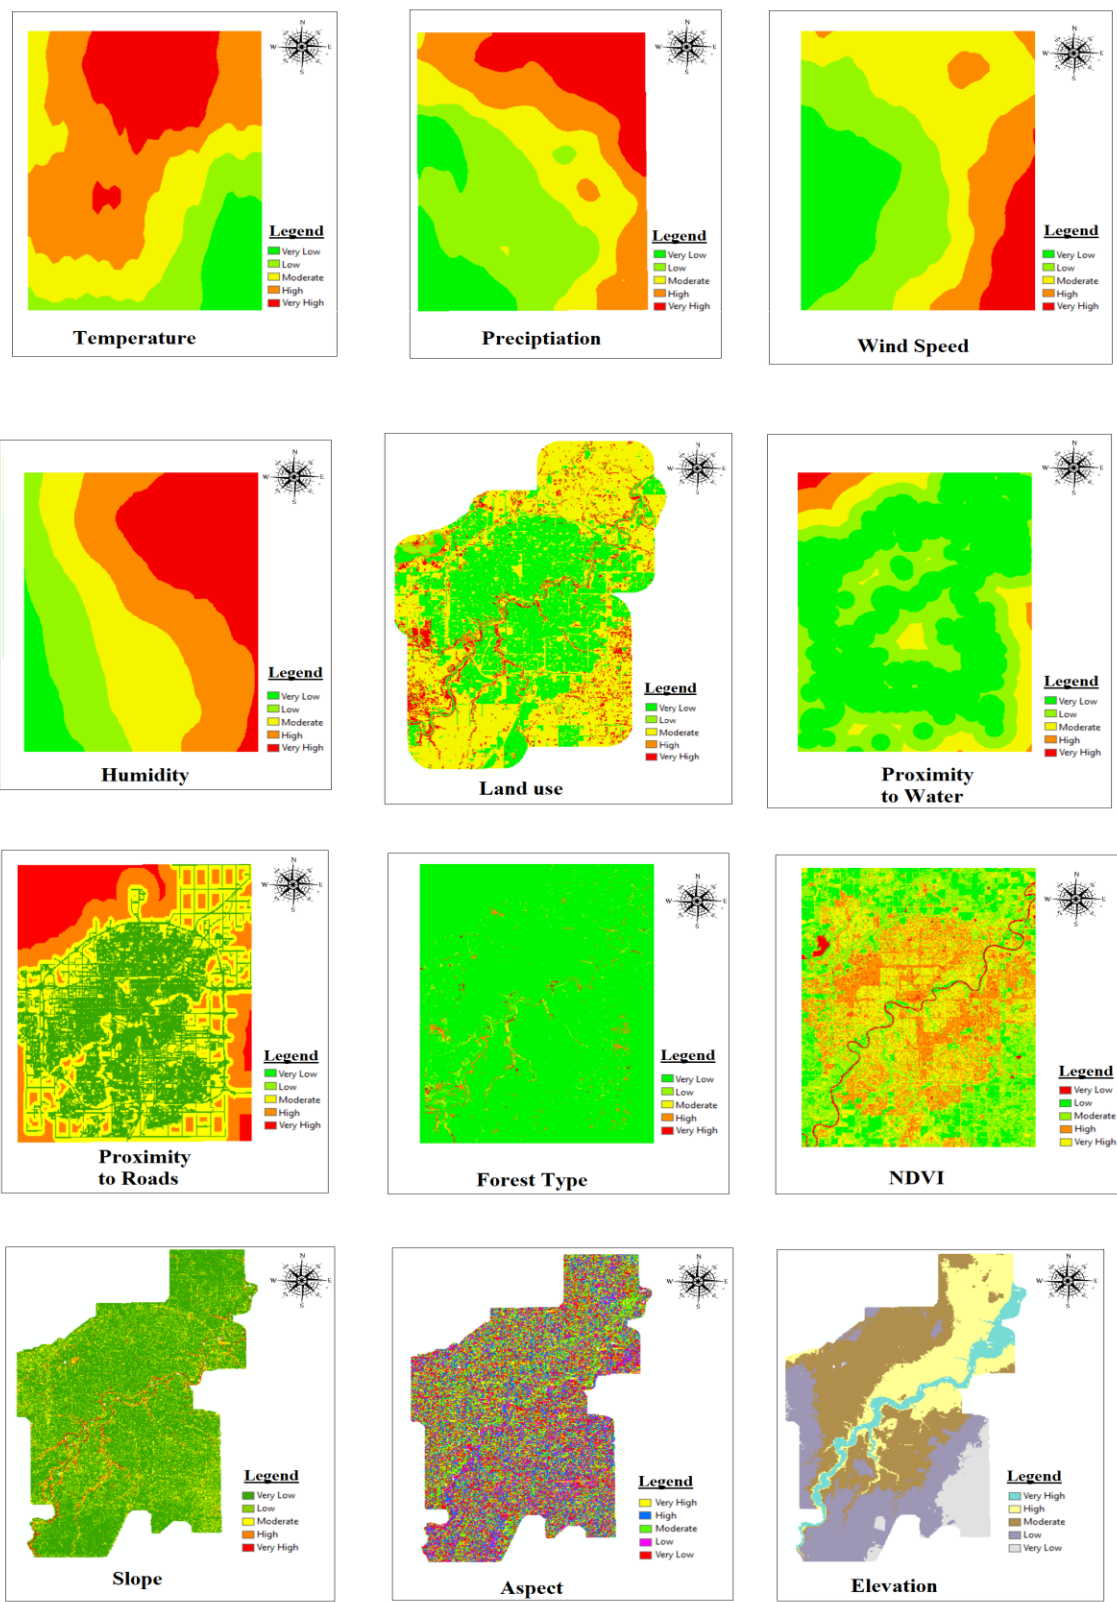 N
W E
S
Legend
Very Low
Low
Moderate
High
Very High
Temperature
N
W E
S
Legend
Very Low
Low
Moderate
High
Very High
Preciptiation
N
W E
S
Legend
Very Low
Low
Moderate
High
Very High
Wind Speed
N
W E
S
Legend
Very Low
Low
Moderate
High
Very High
Humidity
N
W E
S
Legend
Very Low
Low
Moderate
High
Very High
Land use
N
W E
S
Legend
Very Low
Low
Moderate
High
Very High
Proximity
to Water
N
W E
S
Legend
Very Low
Low
Moderate
High
Very High
Proximity
to Roads
N
W E
S
Legend
Very Low
Low
Moderate
High
Very High
Forest Type
N
W E
S
Legend
Very Low
Low
Moderate
High
Very High
NDVI
N
W E
S
Legend
Very Low
Low
Moderate
High
Very High
Slope
N
W E
S
Legend
Very High
High
Moderate
Low
Very Low
Aspect
N
W E
S
Legend
Very High
High
Moderate
Low
Very Low
Elevation